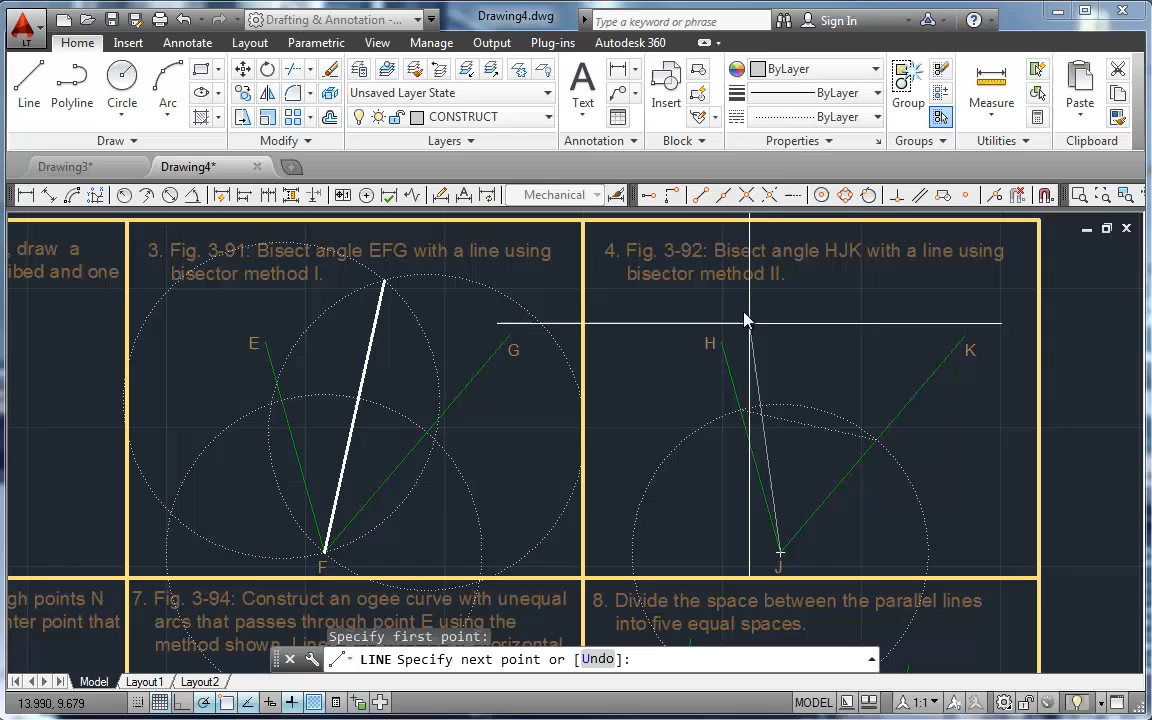 Drafting & Annotation -...
Drawing4.dwg
Type a keyword or phrase
Sign In
LT
Home
Insert
Annotate
Layout
Parametric
View
Manage
Output
Plug-ins
Autodesk 360
Line
Polyline
Circle
Arc
Unsaved Layer State
CONSTRUCT
Text
Insert
ByLayer
ByLayer
ByLayer
Group
Measure
Paste
Draw
Modify
Layers
Annotation
Block
Properties
Groups
Utilities
Clipboard
Drawing3*
Drawing4*
Mechanical
, draw a
ibed and one
3. Fig. 3-91: Bisect angle EFG with a line using
bisector method I.
4. Fig. 3-92: Bisect angle HJK with a line using
bisector method II.
E
G
F
H
K
J
gh points N
nter point that
7. Fig. 3-94: Construct an ogee curve with unequal
arcs that passes through point E using the
method shown.
8. Divide the space between the parallel lines
into five equal spaces.
Specify first point:
LINE Specify next point or [Undo]:
Model
Layout1
Layout2
13.990, 9.679
MODEL
1:1